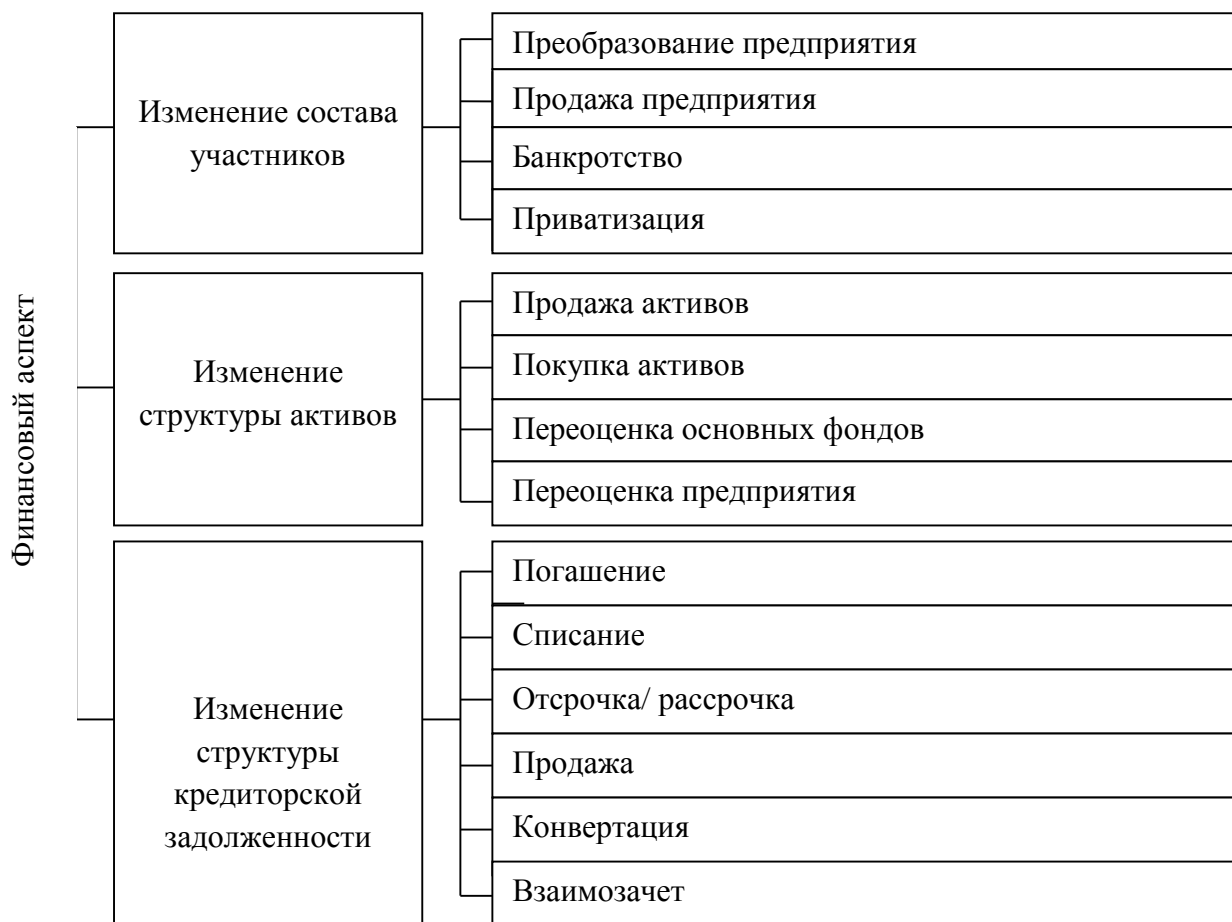 Финансовый аспект
Изменение состава
участников
Преобразование предприятия
Продажа предприятия
Банкротство
Приватизация
Изменение
структуры активов
Продажа активов
Покупка активов
Переоценка основных фондов
Переоценка предприятия
Изменение
структуры
кредиторской
задолженности
Погашение
Списание
Отсрочка/ рассрочка
Продажа
Конвертация
Взаимозачет